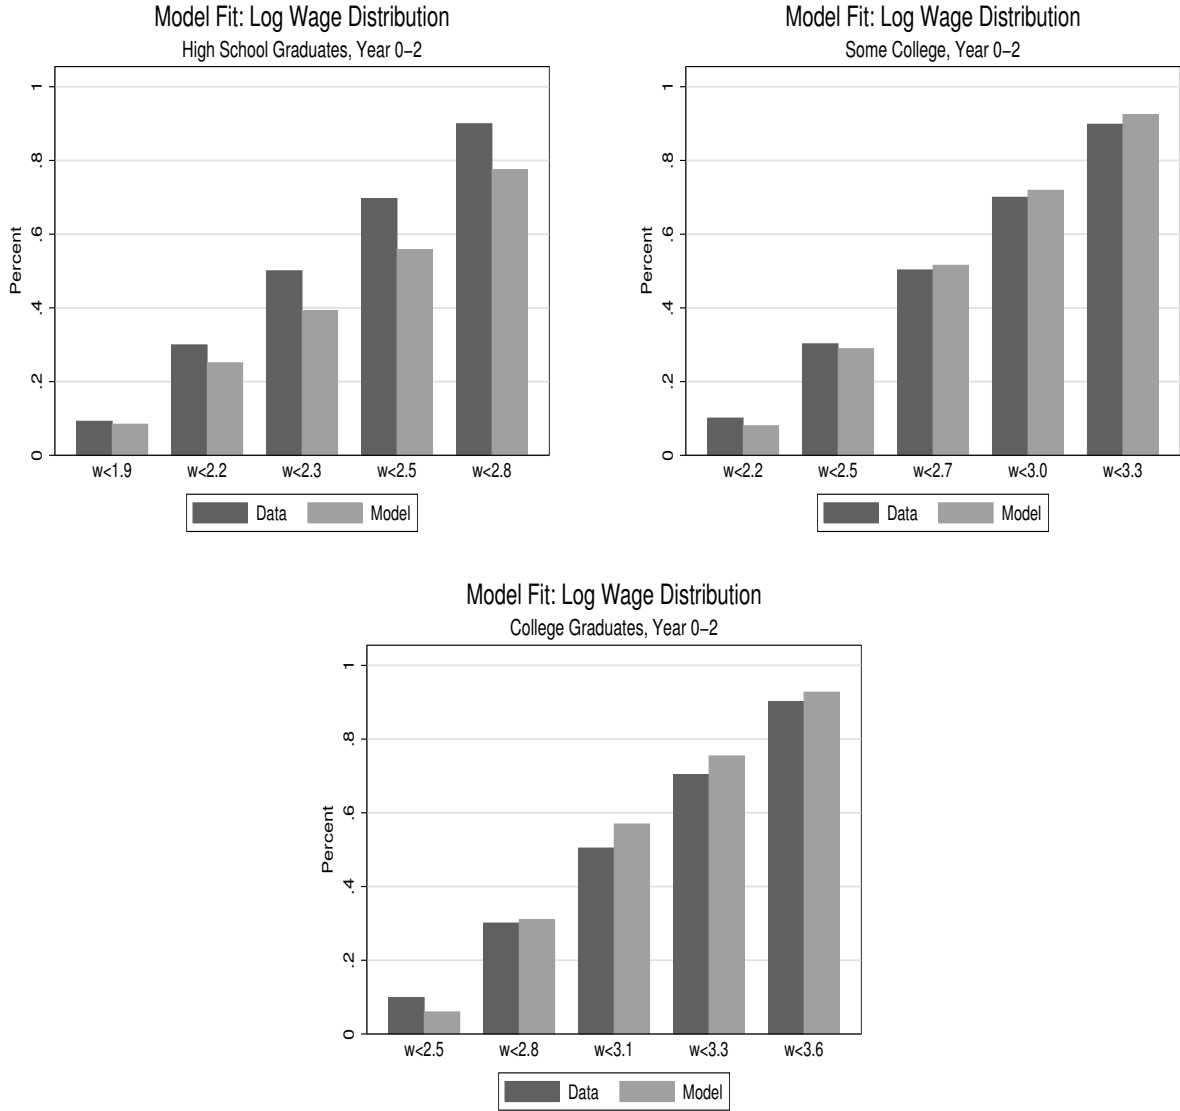 Model Fit: Log Wage Distribution
High School Graduates, Year 0−2
Percent
1
.8
.6
.4
.2
0
w<1.9 w<2.2 w<2.3 w<2.5 w<2.8
Data Model
Model Fit: Log Wage Distribution
Some College, Year 0−2
Percent
1
.8
.6
.4
.2
0
w<2.2 w<2.5 w<2.7 w<3.0 w<3.3
Data Model
Model Fit: Log Wage Distribution
College Graduates, Year 0−2
Percent
1
.8
.6
.4
.2
0
w<2.5 w<2.8 w<3.1 w<3.3 w<3.6
Data Model